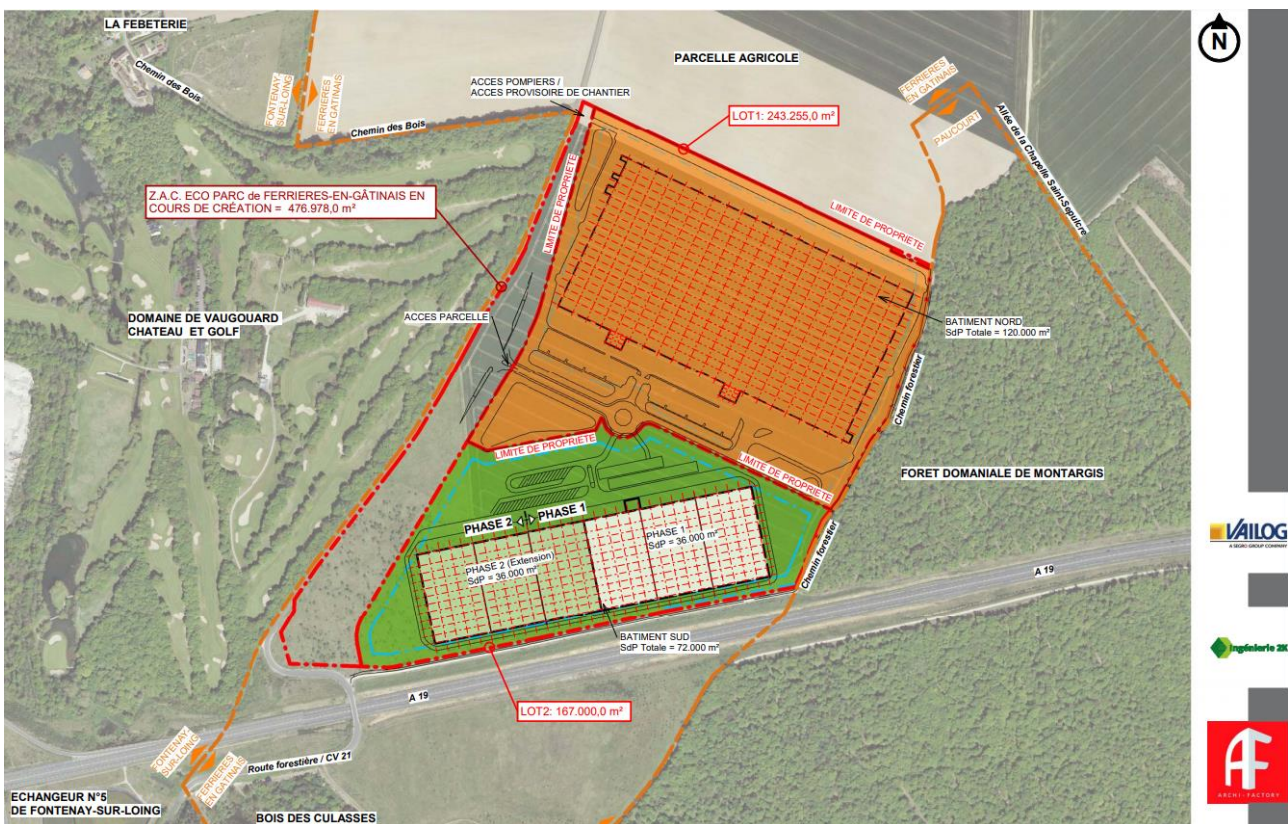 LA FEBETERIE
Chemin des Bois
FONTENAY
SUR-LOING
FERRIERES
EN GATINAIS
Chemin des Bois
ACCES POMPIERS /
ACCES PROVISOIRE DE CHANTIER
PARCELLE AGRICOLE
LOT1: 243.255,0 m²
FERRIERES
EN GATINAIS
PAUCOURT
Allée de la Chapelle Saint-Sepulcre
N
Z.A.C. ECO PARC de FERRIERES-EN-GÂTINAIS EN
COURS DE CRÉATION = 476.978,0 m²
LIMITE DE PROPRIETE
LIMITE DE PROPRIETE
DOMAINE DE VAUGOUARD
CHATEAU ET GOLF
ACCES PARCELLE
BATIMENT NORD
SdP Totale = 120.000 m²
Chemin forestier
LIMITE DE PROPRIETE
LIMITE DE PROPRIETE
FORET DOMANIALE DE MONTARGIS
PHASE 2
PHASE 1
PHASE 1
SdP = 36.000 m²
PHASE 2 (Extension)
SdP = 36.000 m²
Chemin forestier
A 19
BATIMENT SUD
SdP Totale = 72.000 m²
A 19
LOT2: 167.000,0 m²
FONTENAY
SUR-LOING
FERRIERES
EN GATINAIS
Route forestière / CV 21
ECHANGEUR N°5
DE FONTENAY-SUR-LOING
BOIS DES CULASSES
VAILOG
A SEGRO GROUP COMPANY
Ingénierie 2K
ARCHI-FACTORY